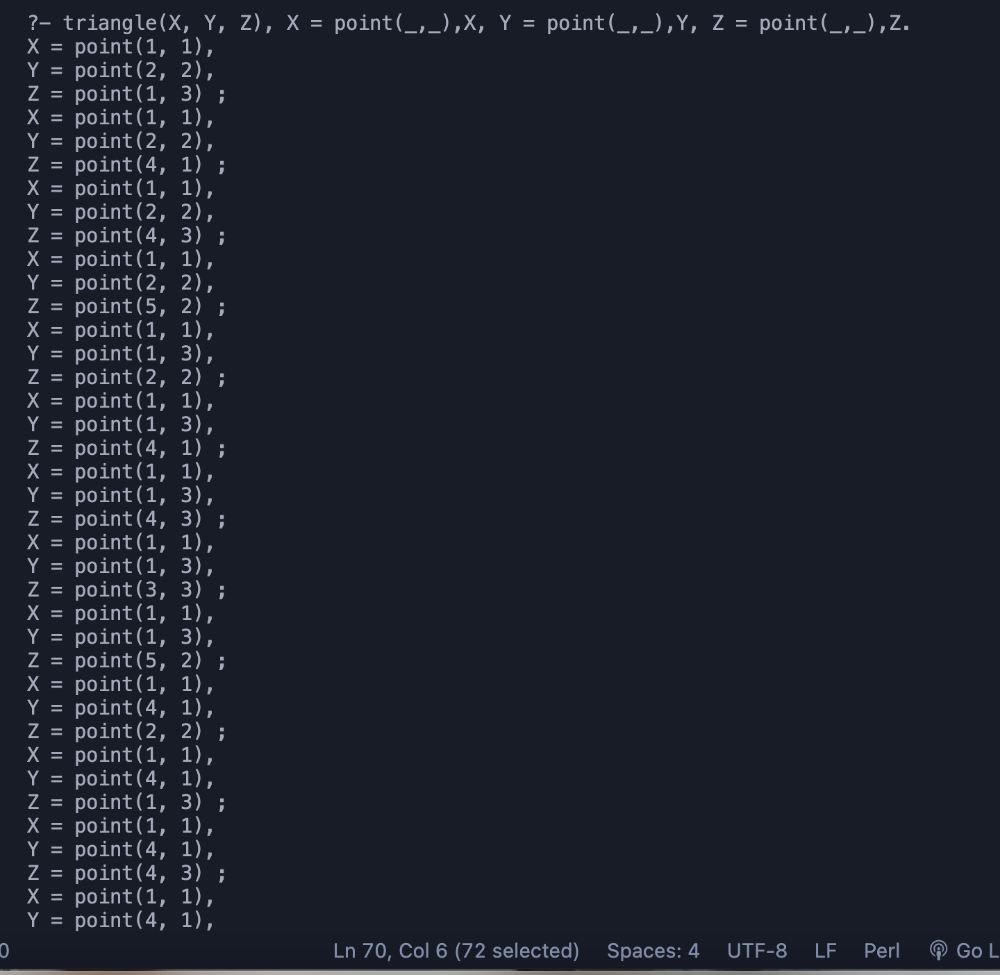 ?- triangle(X, Y, Z), X = point(_,_),X, Y = point(_,_),Y, Z = point(_,_),Z.
X = point(1, 1),
Y = point(2, 2),
Z = point(1, 3) ;
X = point(1, 1),
Y = point(2, 2),
Z = point(4, 1) ;
X = point(1, 1),
Y = point(2, 2),
Z = point(4, 3) ;
X = point(1, 1),
Y = point(2, 2),
Z = point(5, 2) ;
X = point(1, 1),
Y = point(1, 3),
Z = point(2, 2) ;
X = point(1, 1),
Y = point(1, 3),
Z = point(4, 1) ;
X = point(1, 1),
Y = point(1, 3),
Z = point(4, 3) ;
X = point(1, 1),
Y = point(1, 3),
Z = point(3, 3) ;
X = point(1, 1),
Y = point(1, 3),
Z = point(5, 2) ;
X = point(1, 1),
Y = point(4, 1),
Z = point(2, 2) ;
X = point(1, 1),
Y = point(4, 1),
Z = point(1, 3) ;
X = point(1, 1),
Y = point(4, 1),
Z = point(4, 3) ;
X = point(1, 1),
Y = point(4, 1),
0 Ln 70, Col 6 (72 selected) Spaces: 4 UTF-8 LF Perl Go L